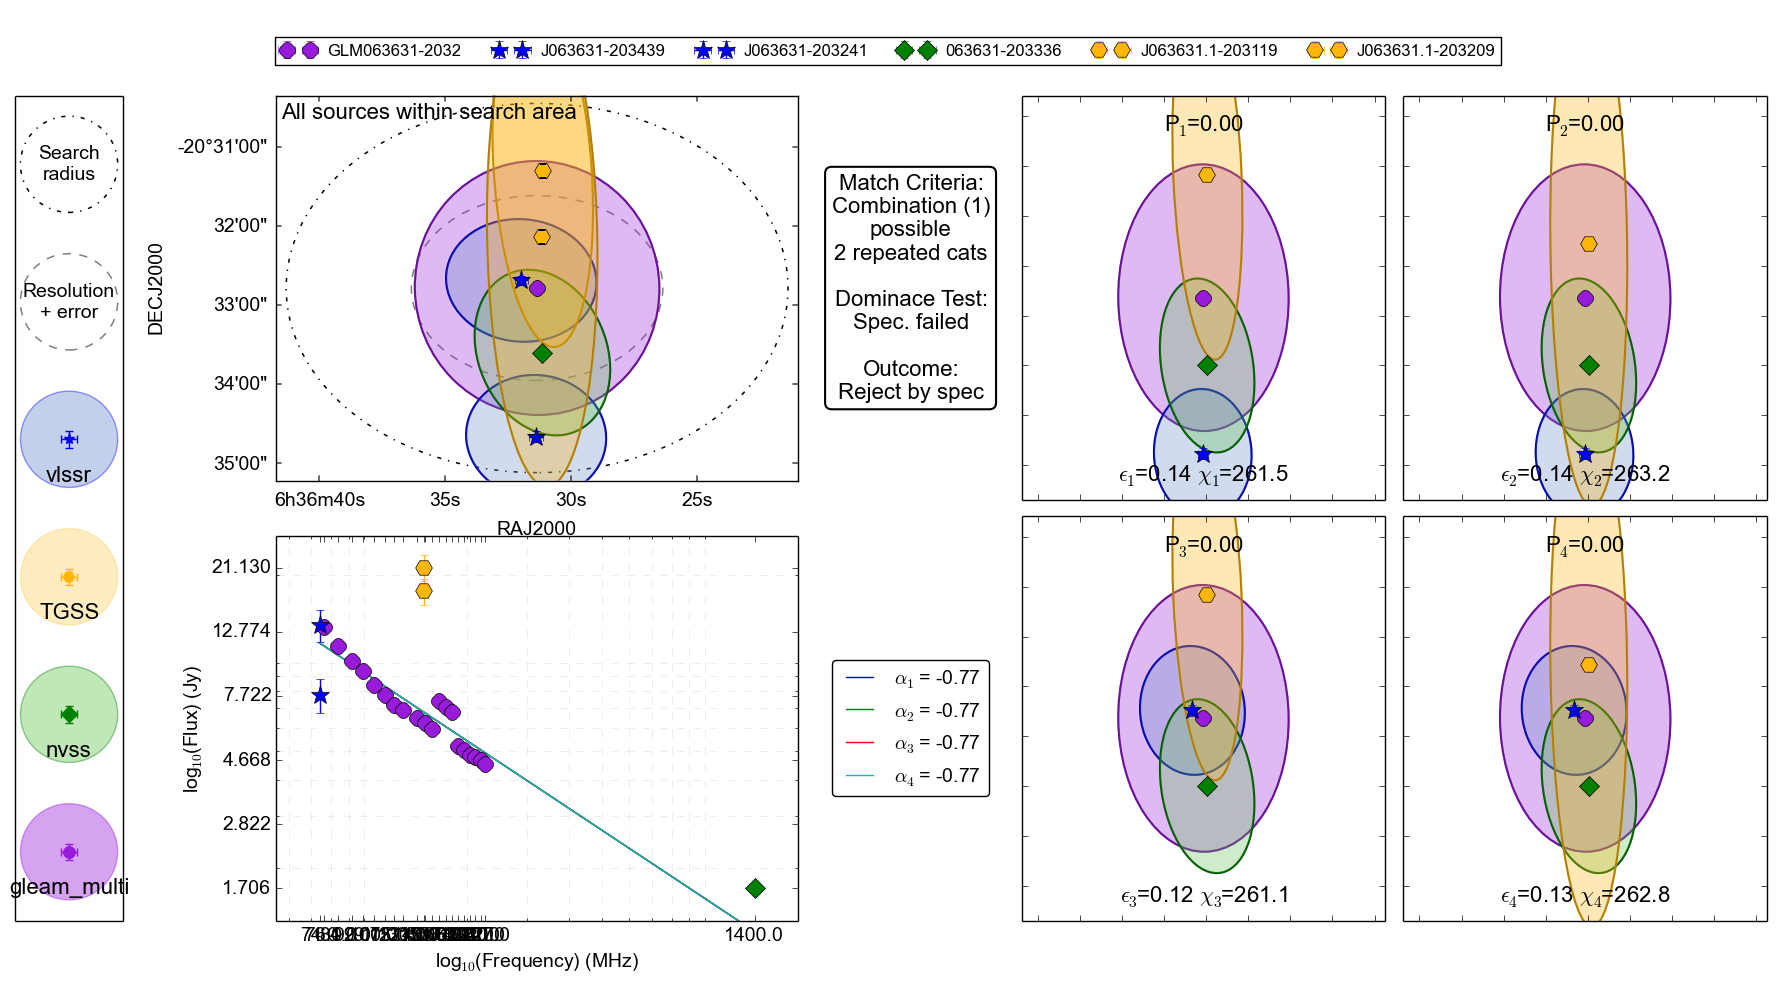 GLM063631-2032 J063631-203439 J063631-203241 063631-203336 J063631.1-203119 J063631.1-203209
Search
radius
Resolution
+ error
vlssr
TGSS
nvss
gleam_multi
All sources within search area
DECJ2000
-20°31'00"
32'00"
33'00"
34'00"
35'00"
6h36m40s 35s 30s 25s
RAJ2000
Match Criteria:
Combination (1)
possible
2 repeated cats
Dominace Test:
Spec. failed
Outcome:
Reject by spec
P1=0.00
ϵ1=0.14 χ1=261.5
P2=0.00
ϵ2=0.14 χ2=263.2
log10(Flux) (Jy)
21.130
12.774
7.722
4.668
2.822
1.706
1400.0
log10(Frequency) (MHz)
α1 = -0.77
α2 = -0.77
α3 = -0.77
α4 = -0.77
P3=0.00
ϵ3=0.12 χ3=261.1
P4=0.00
ϵ4=0.13 χ4=262.8